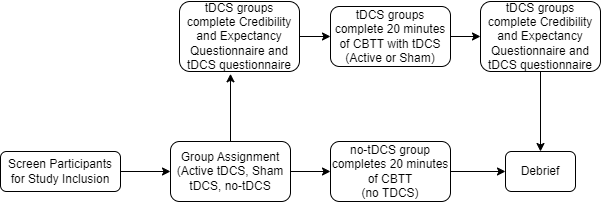 tDCS groups
complete Credibility
and Expectancy
Questionnaire and
tDCS questionnaire
tDCS groups
complete 20 minutes
of CBTT with tDCS
(Active or Sham)
tDCS groups
complete Credibility
and Expectancy
Questionnaire and
tDCS questionnaire
Screen Participants
for Study Inclusion
Group Assignment
(Active tDCS, Sham
tDCS, no-tDCS
no-tDCS group
completes 20 minutes
of CBTT
(no TDCS)
Debrief